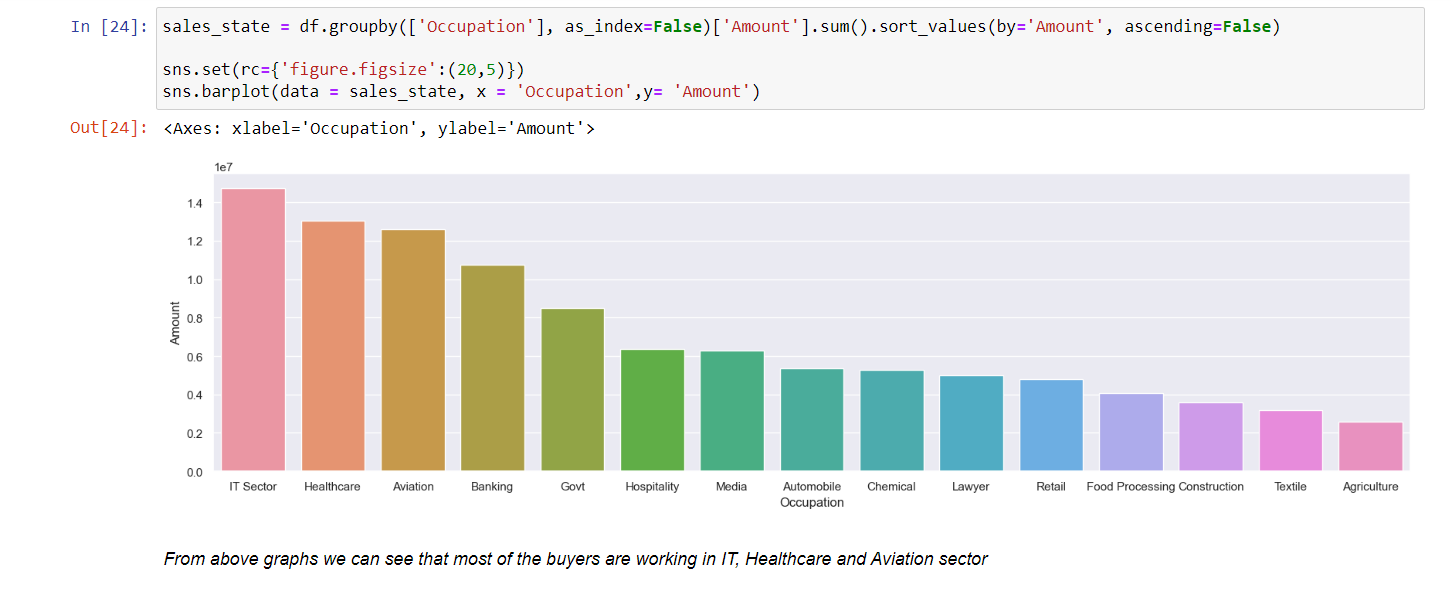 In [24]: sales_state = df.groupby(['Occupation'], as_index=False)['Amount'].sum().sort_values(by='Amount', ascending=False)
sns.set(rc={'figure.figsize':(20,5)})
sns.barplot(data = sales_state, x = 'Occupation',y= 'Amount')
Out[24]: <Axes: xlabel='Occupation', ylabel='Amount'>
1e7
1.4
1.2
1.0
0.8
0.6
0.4
0.2
0.0
Amount
IT Sector Healthcare Aviation Banking Govt Hospitality Media Automobile Chemical Lawyer Retail Food Processing Construction Textile Agriculture
Occupation
From above graphs we can see that most of the buyers are working in IT, Healthcare and Aviation sector